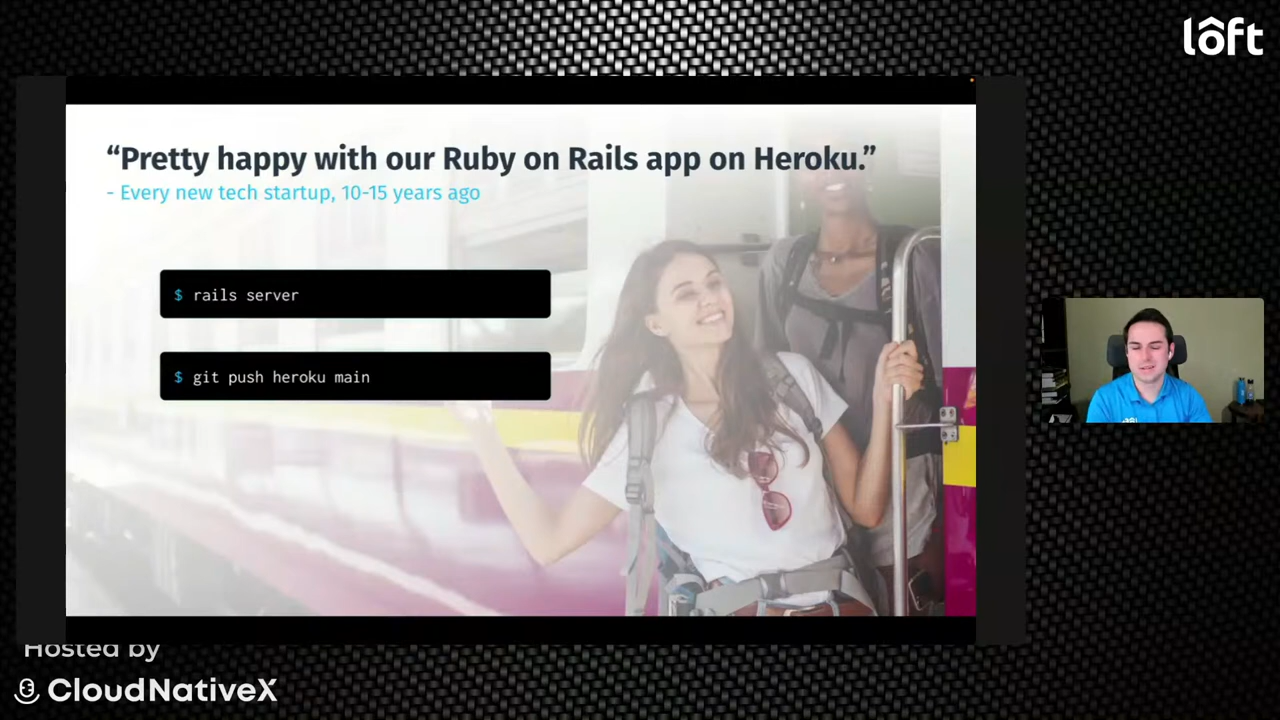 lôft
“Pretty happy with our Ruby on Rails app on Heroku.”
- Every new tech startup, 10-15 years ago
$ rails server
$ git push heroku main
Hosted by
CloudNativeX